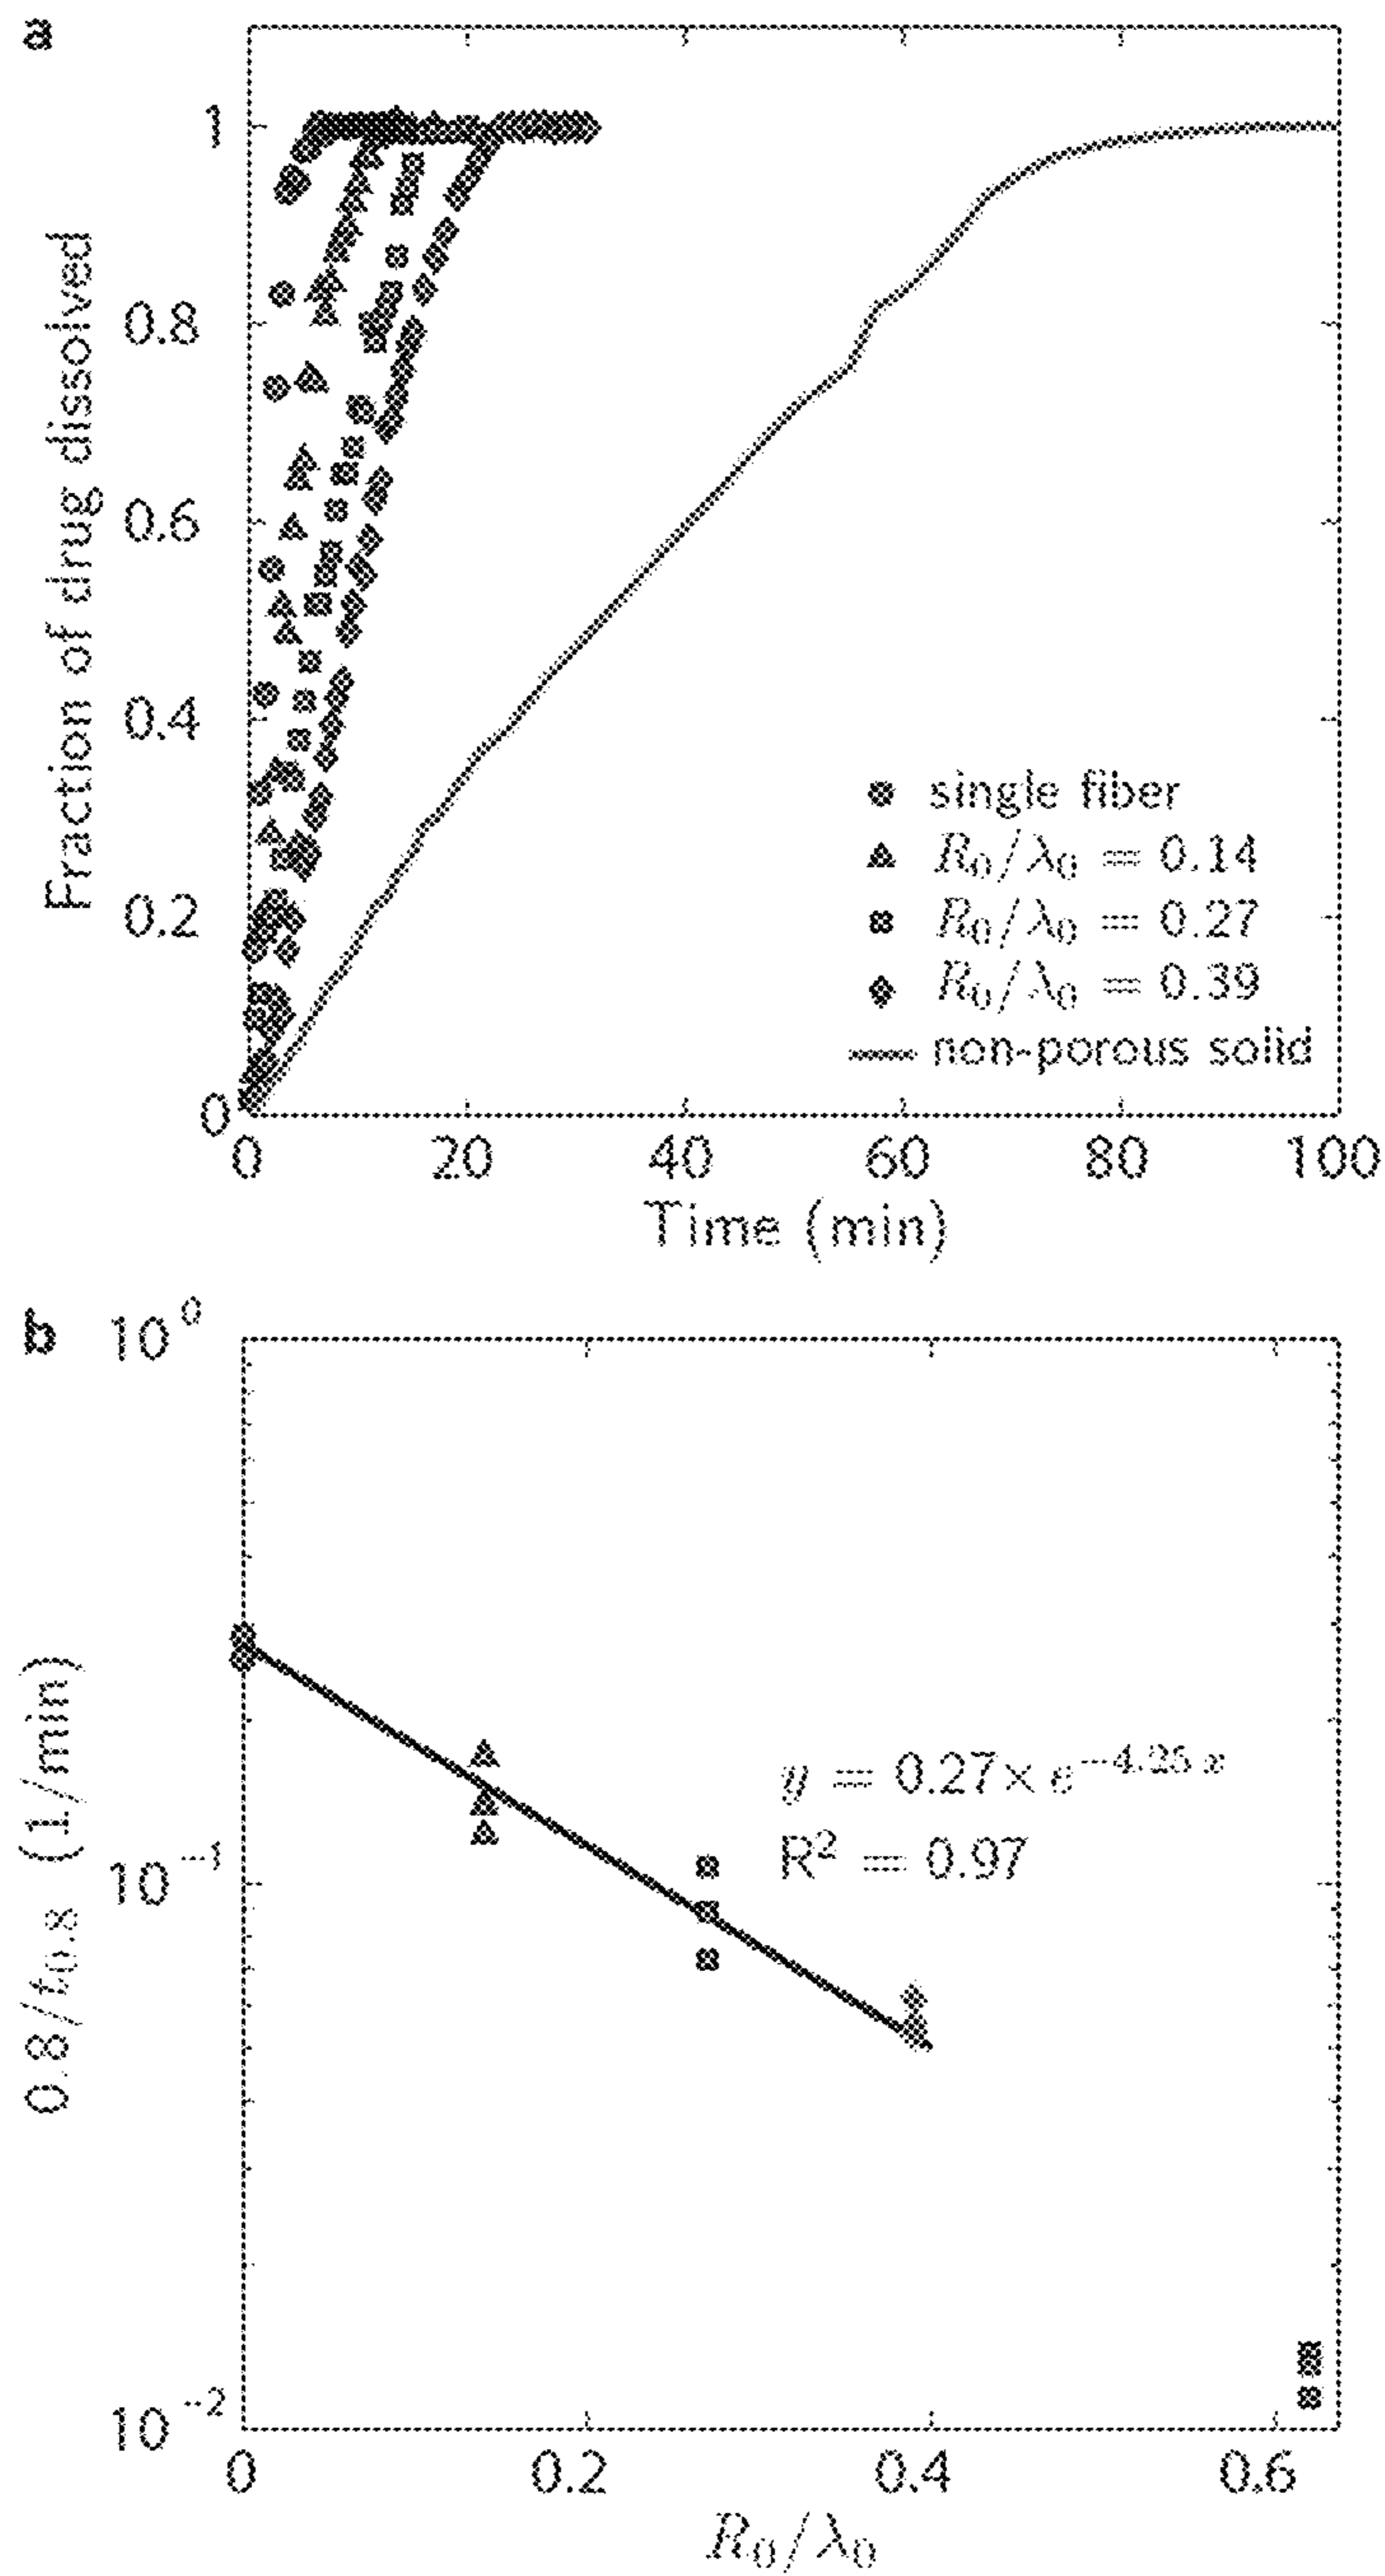 a
Fraction of drug dissolved
1
0.8
0.6
0.4
0.2
0
0 20 40 60 80 100
Time (min)
single fiber
R₀/λ₀ = 0.14
R₀/λ₀ = 0.27
R₀/λ₀ = 0.39
non-porous solid
b
0.8/t₀.₈ (1/min)
10⁰
10⁻¹
10⁻²
y = 0.27× e⁻⁴·²⁵ ˣ
R² = 0.97
0 0.2 0.4 0.6
R₀/λ₀